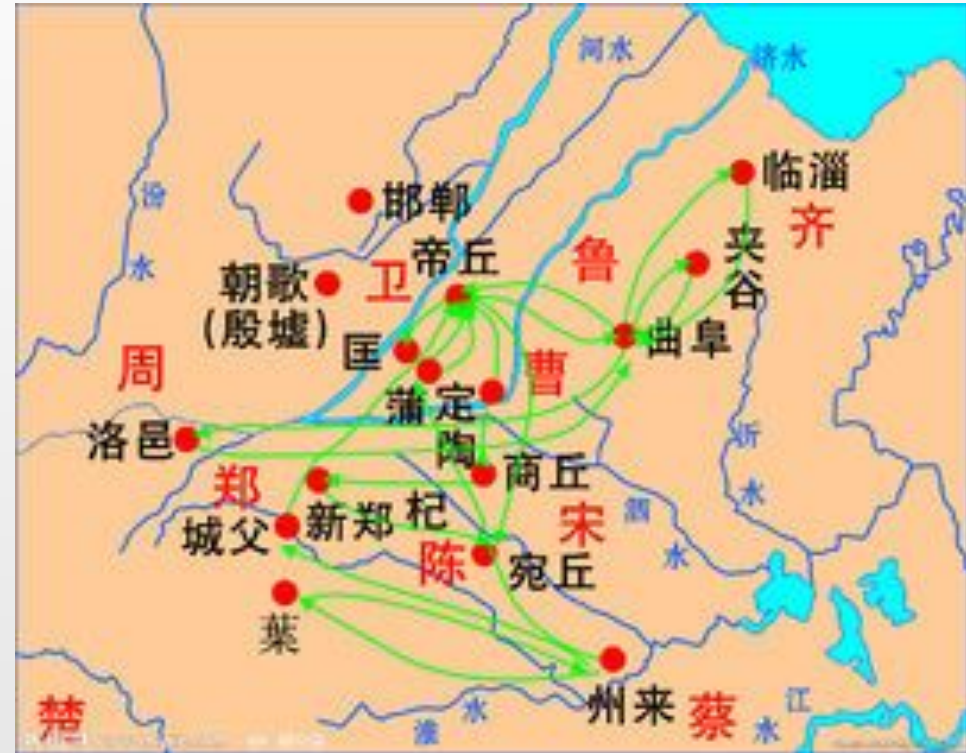 河水
济水
汾水
临淄
齐
邯郸
夹谷
帝丘
鲁
朝歌
(殷墟)
卫
曲阜
匡
周
曹
蒲
定陶
洛邑
沂水
商丘
郑
杞
新郑
宋
泗水
城父
陈
宛丘
葉
州来
蔡
江
楚
淮水
水